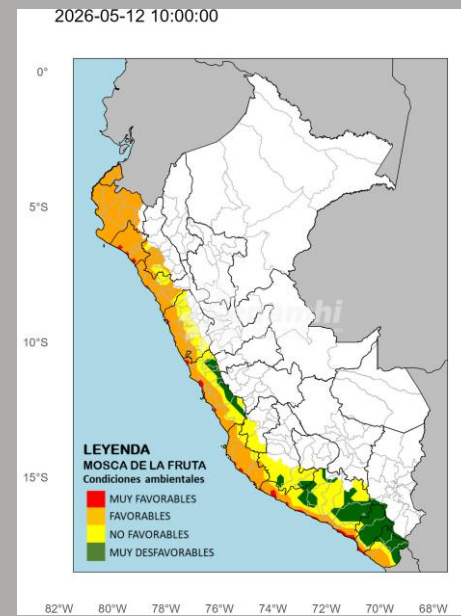 2026-05-12 10:00:00
0°
5°S
10°S
15°S
LEYENDA
MOSCA DE LA FRUTA
Condiciones ambientales
MUY FAVORABLES
FAVORABLES
NO FAVORABLES
MUY DESFAVORABLES
82°W 80°W 78°W 76°W 74°W 72°W 70°W 68°W